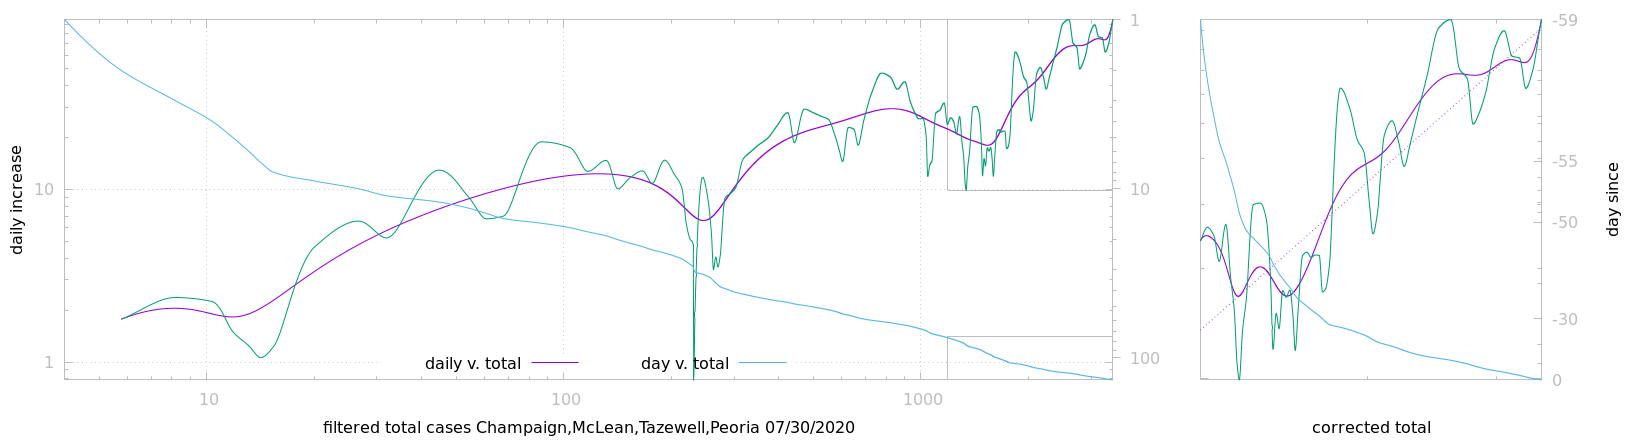 daily increase
10
1
daily v. total
day v. total
10
100
1000
1
10
100
filtered total cases Champaign,McLean,Tazewell,Peoria 07/30/2020
-59
-55
-50
-30
0
day since
corrected total